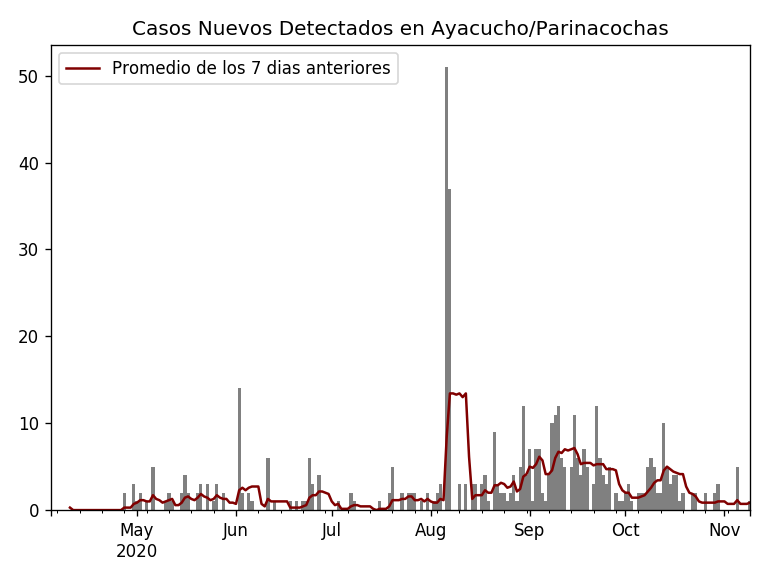 Casos Nuevos Detectados en Ayacucho/Parinacochas
Promedio de los 7 dias anteriores
50
40
30
20
10
0
May Jun Jul Aug Sep Oct Nov
2020